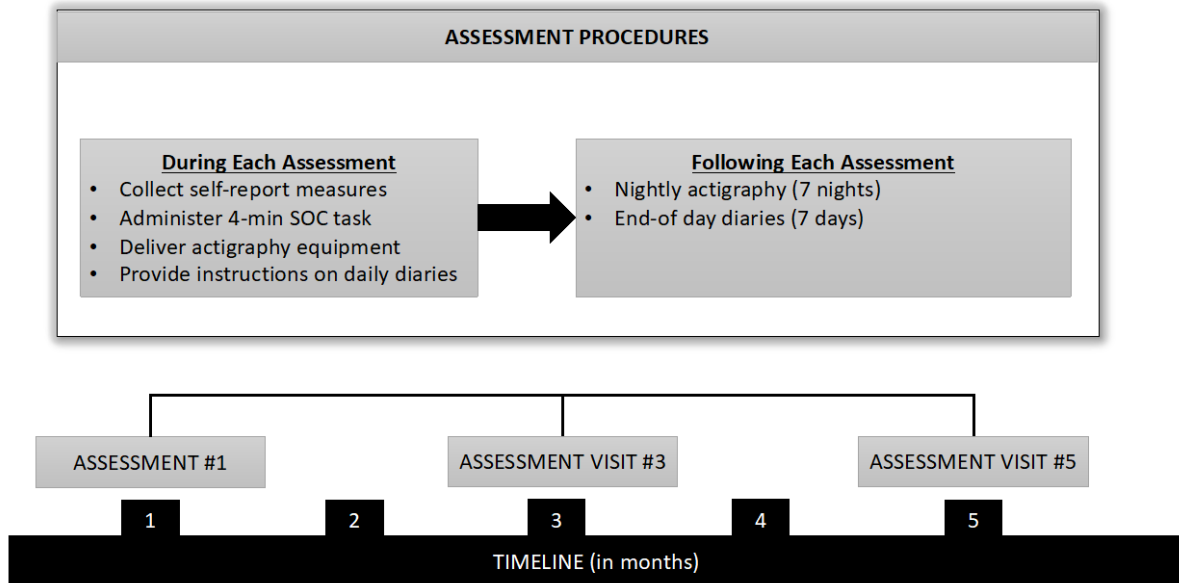 ASSESSMENT PROCEDURES
During Each Assessment
• Collect self-report measures
• Administer 4-min SOC task
• Deliver actigraphy equipment
• Provide instructions on daily diaries
Following Each Assessment
• Nightly actigraphy (7 nights)
• End-of day diaries (7 days)
ASSESSMENT #1
ASSESSMENT VISIT #3
ASSESSMENT VISIT #5
1
2
3
4
5
TIMELINE (in months)